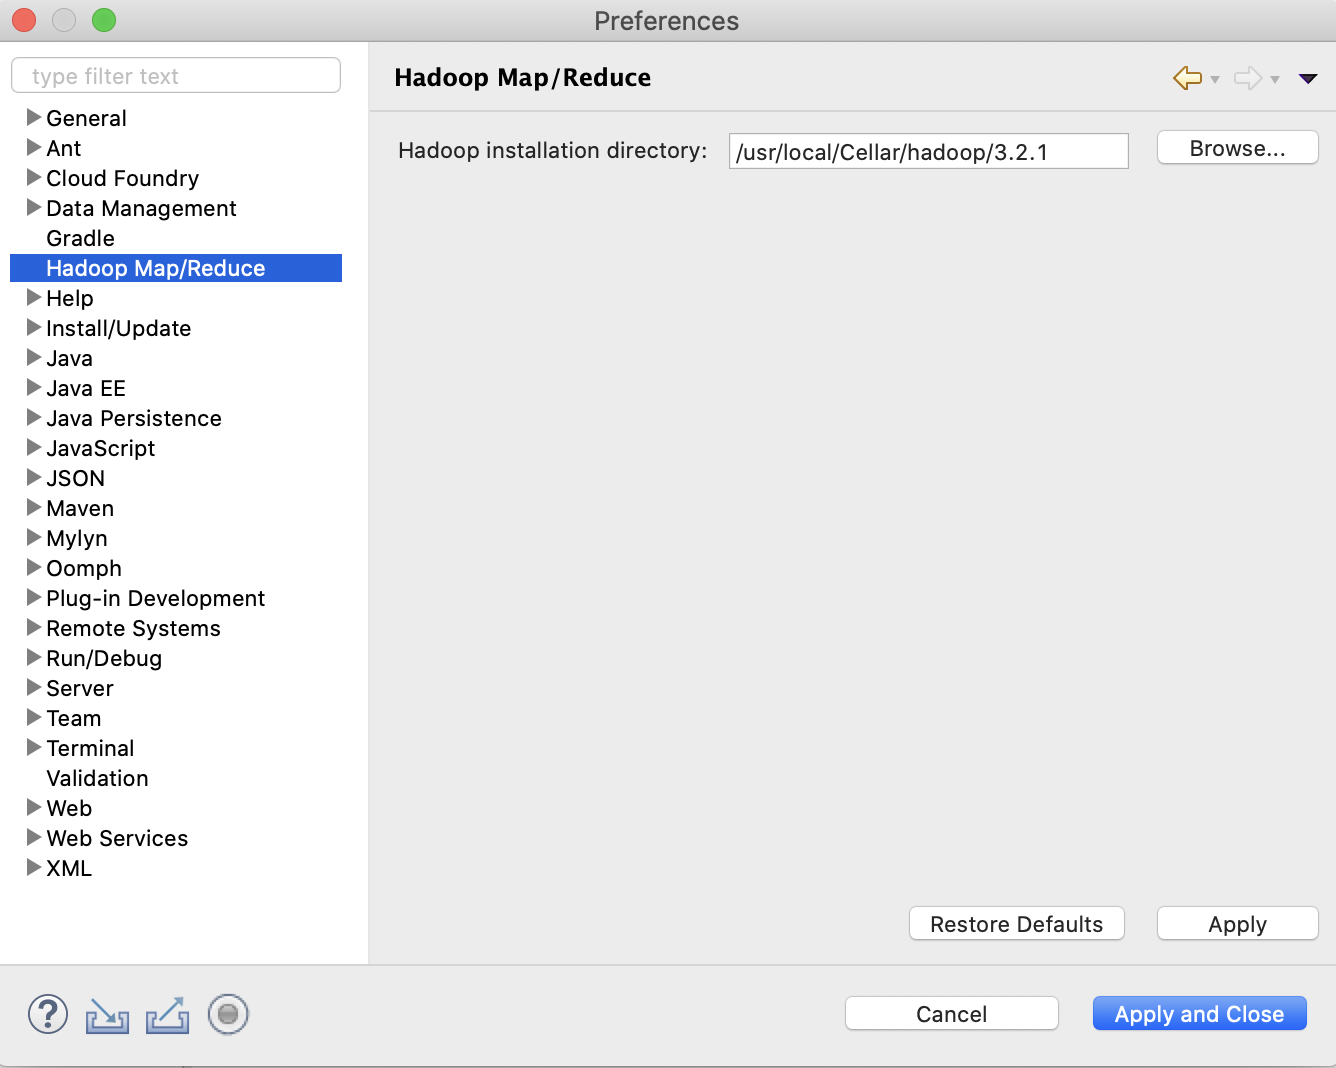 Preferences
type filter text
General
Ant
Cloud Foundry
Data Management
Gradle
Hadoop Map/Reduce
Help
Install/Update
Java
Java EE
Java Persistence
JavaScript
JSON
Maven
Mylyn
Oomph
Plug-in Development
Remote Systems
Run/Debug
Server
Team
Terminal
Validation
Web
Web Services
XML
Hadoop Map/Reduce
Hadoop installation directory: /usr/local/Cellar/hadoop/3.2.1 Browse...
Restore Defaults Apply
? Cancel Apply and Close